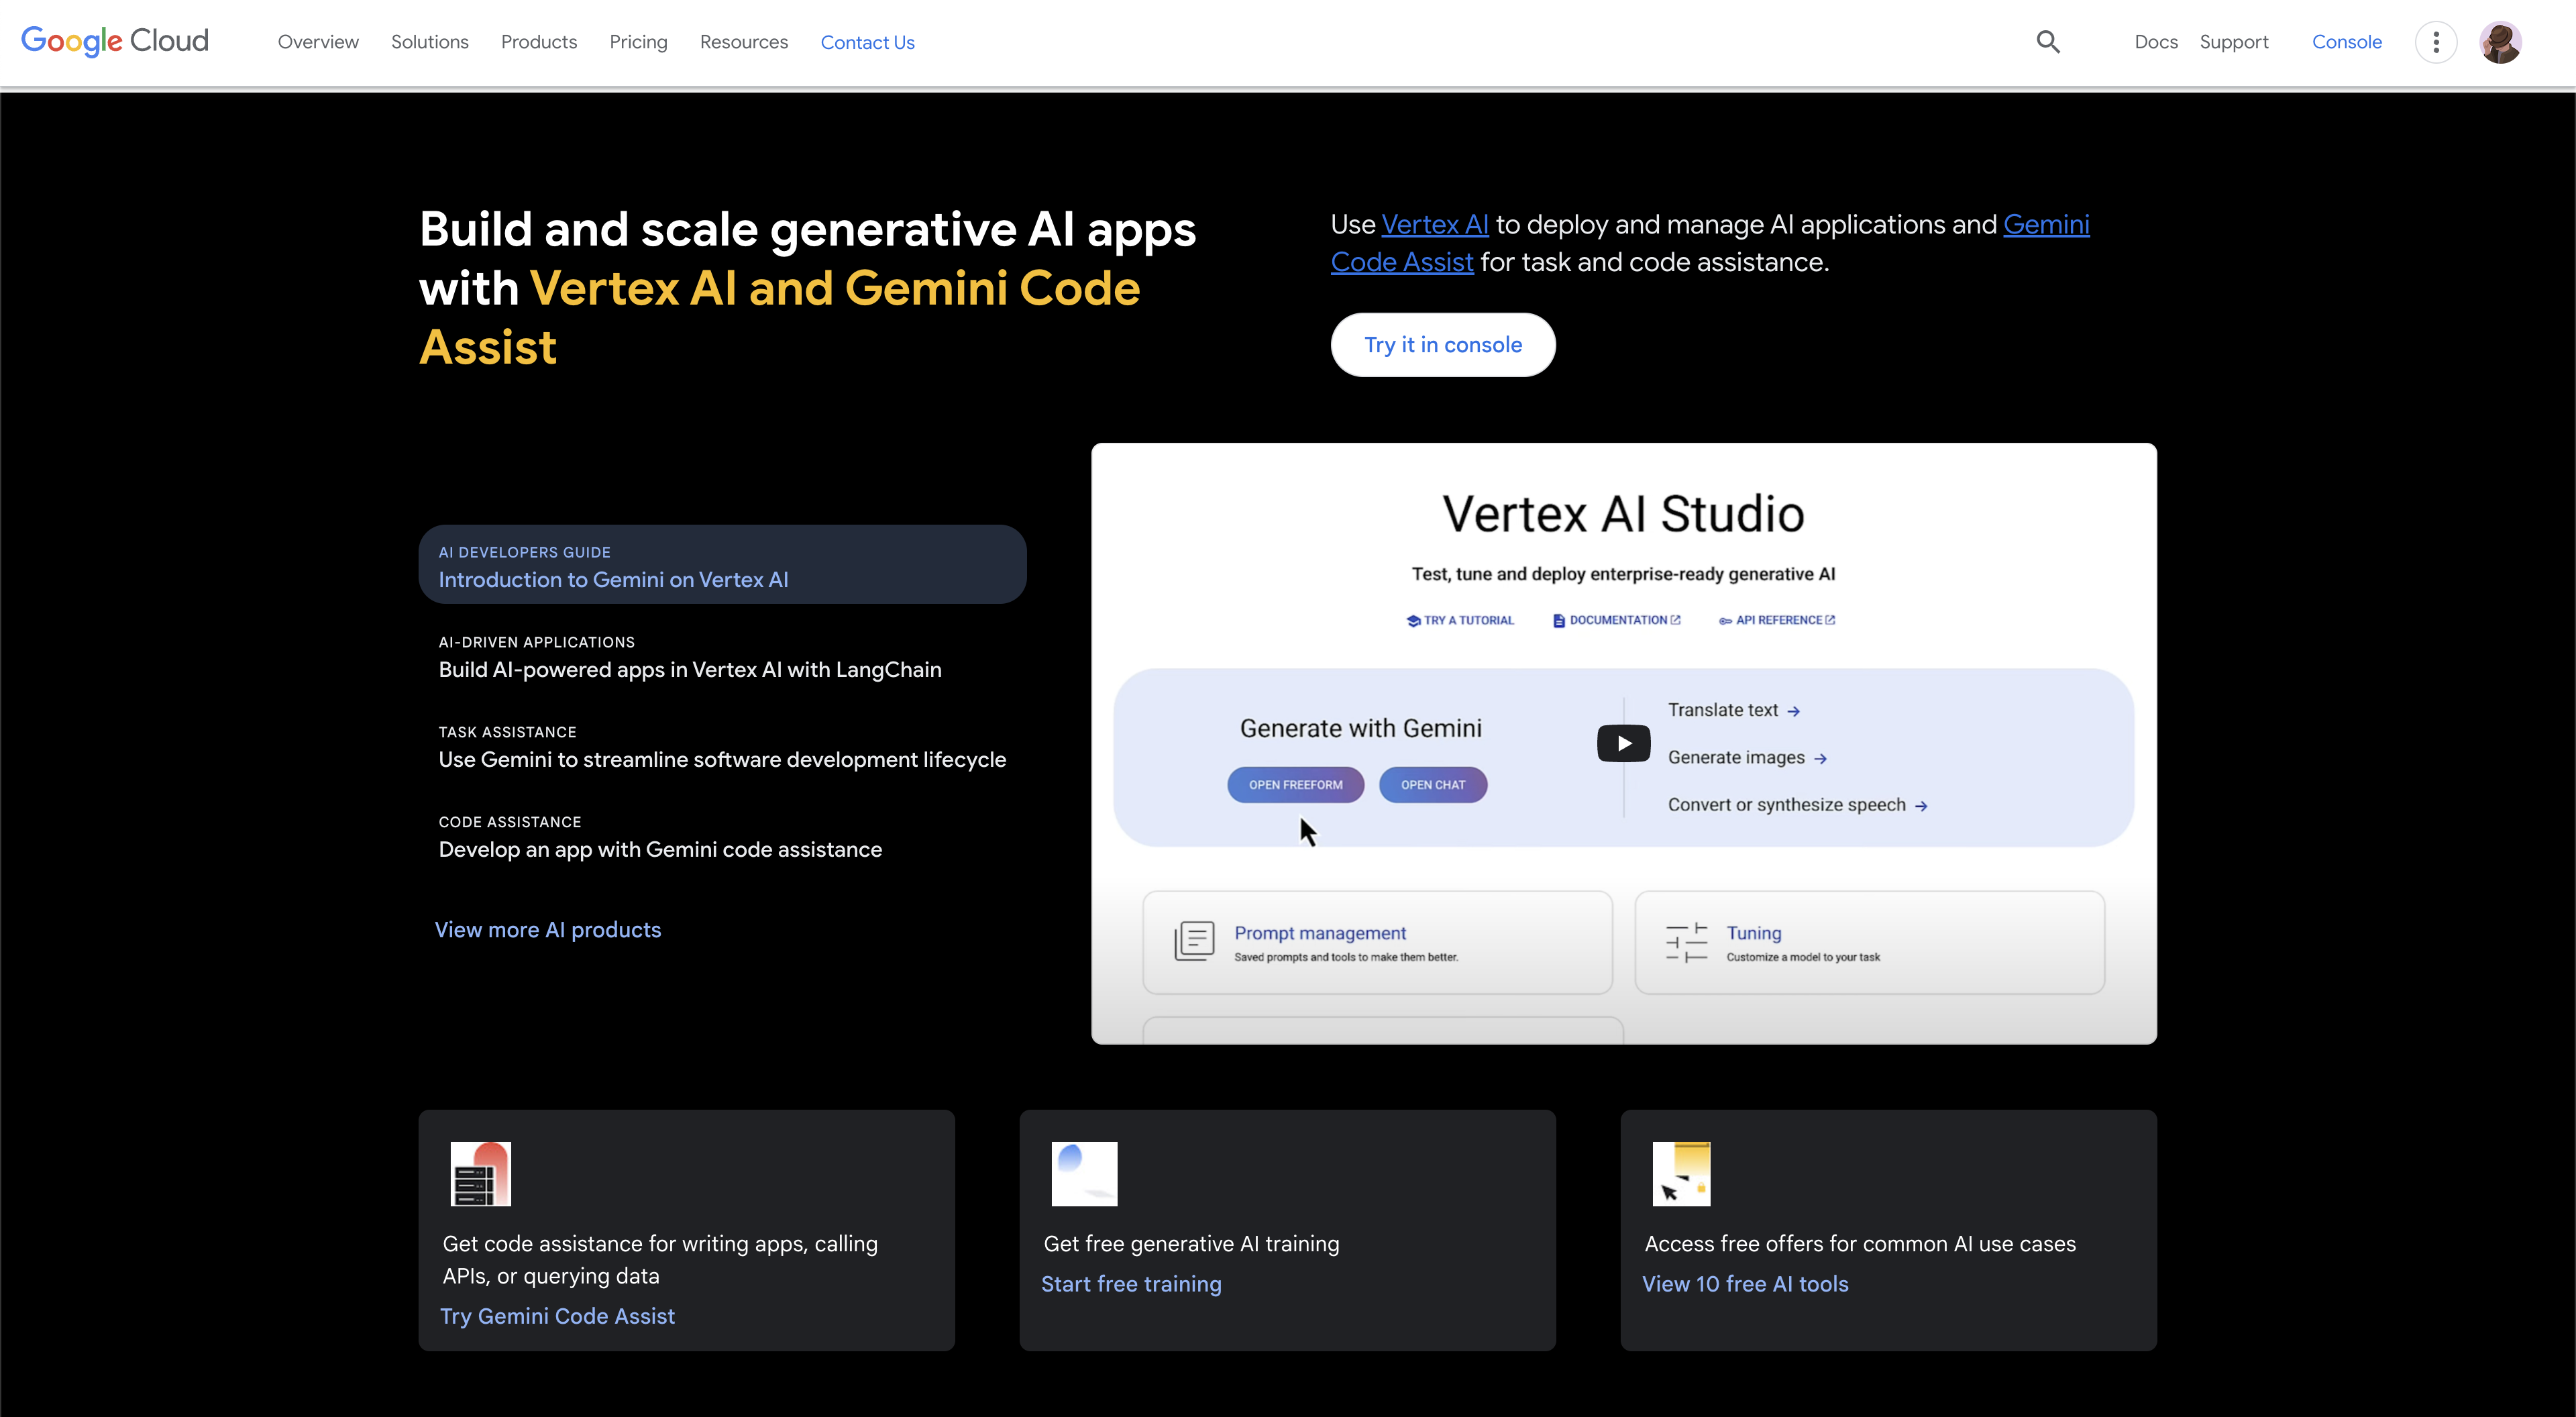 Google Cloud
Overview
Solutions
Products
Pricing
Resources
Contact Us
Docs
Support
Console
Build and scale generative AI apps
with Vertex AI and Gemini Code
Assist
Use Vertex AI to deploy and manage AI applications and Gemini
Code Assist for task and code assistance.
Try it in console
AI DEVELOPERS GUIDE
Introduction to Gemini on Vertex AI
AI-DRIVEN APPLICATIONS
Build AI-powered apps in Vertex AI with LangChain
TASK ASSISTANCE
Use Gemini to streamline software development lifecycle
CODE ASSISTANCE
Develop an app with Gemini code assistance
View more AI products
Vertex AI Studio
Test, tune and deploy enterprise-ready generative AI
TRY A TUTORIAL
DOCUMENTATION
API REFERENCE
Generate with Gemini
OPEN FREEFORM
OPEN CHAT
Translate text
Generate images
Convert or synthesize speech
Prompt management
Saved prompts and tools to make them better.
Tuning
Customize a model to your task
Get code assistance for writing apps, calling
APIs, or querying data
Try Gemini Code Assist
Get free generative AI training
Start free training
Access free offers for common AI use cases
View 10 free AI tools